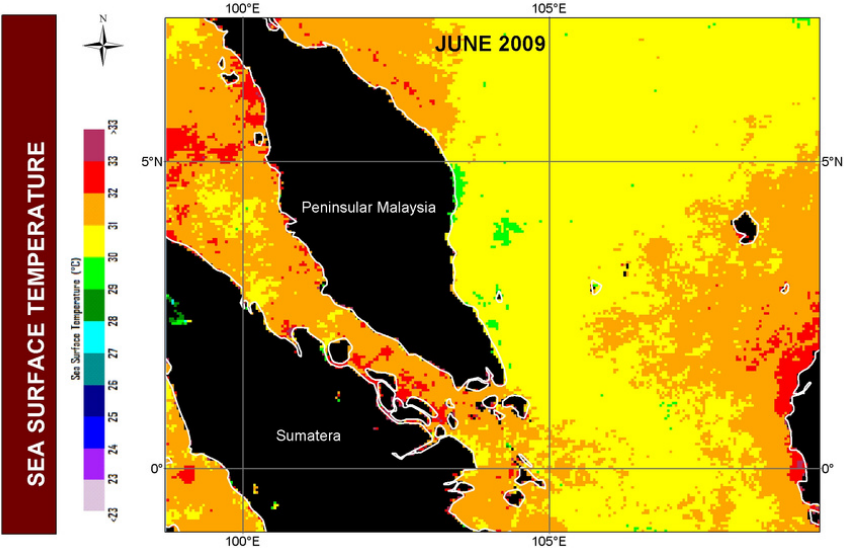 100°E
105°E
N
JUNE 2009
SEA SURFACE TEMPERATURE
Sea Surface Temperature (°C)
>33
33
32
31
30
29
28
27
26
25
24
23
<23
5°N
5°N
Peninsular Malaysia
Sumatera
0°
0°
100°E
105°E